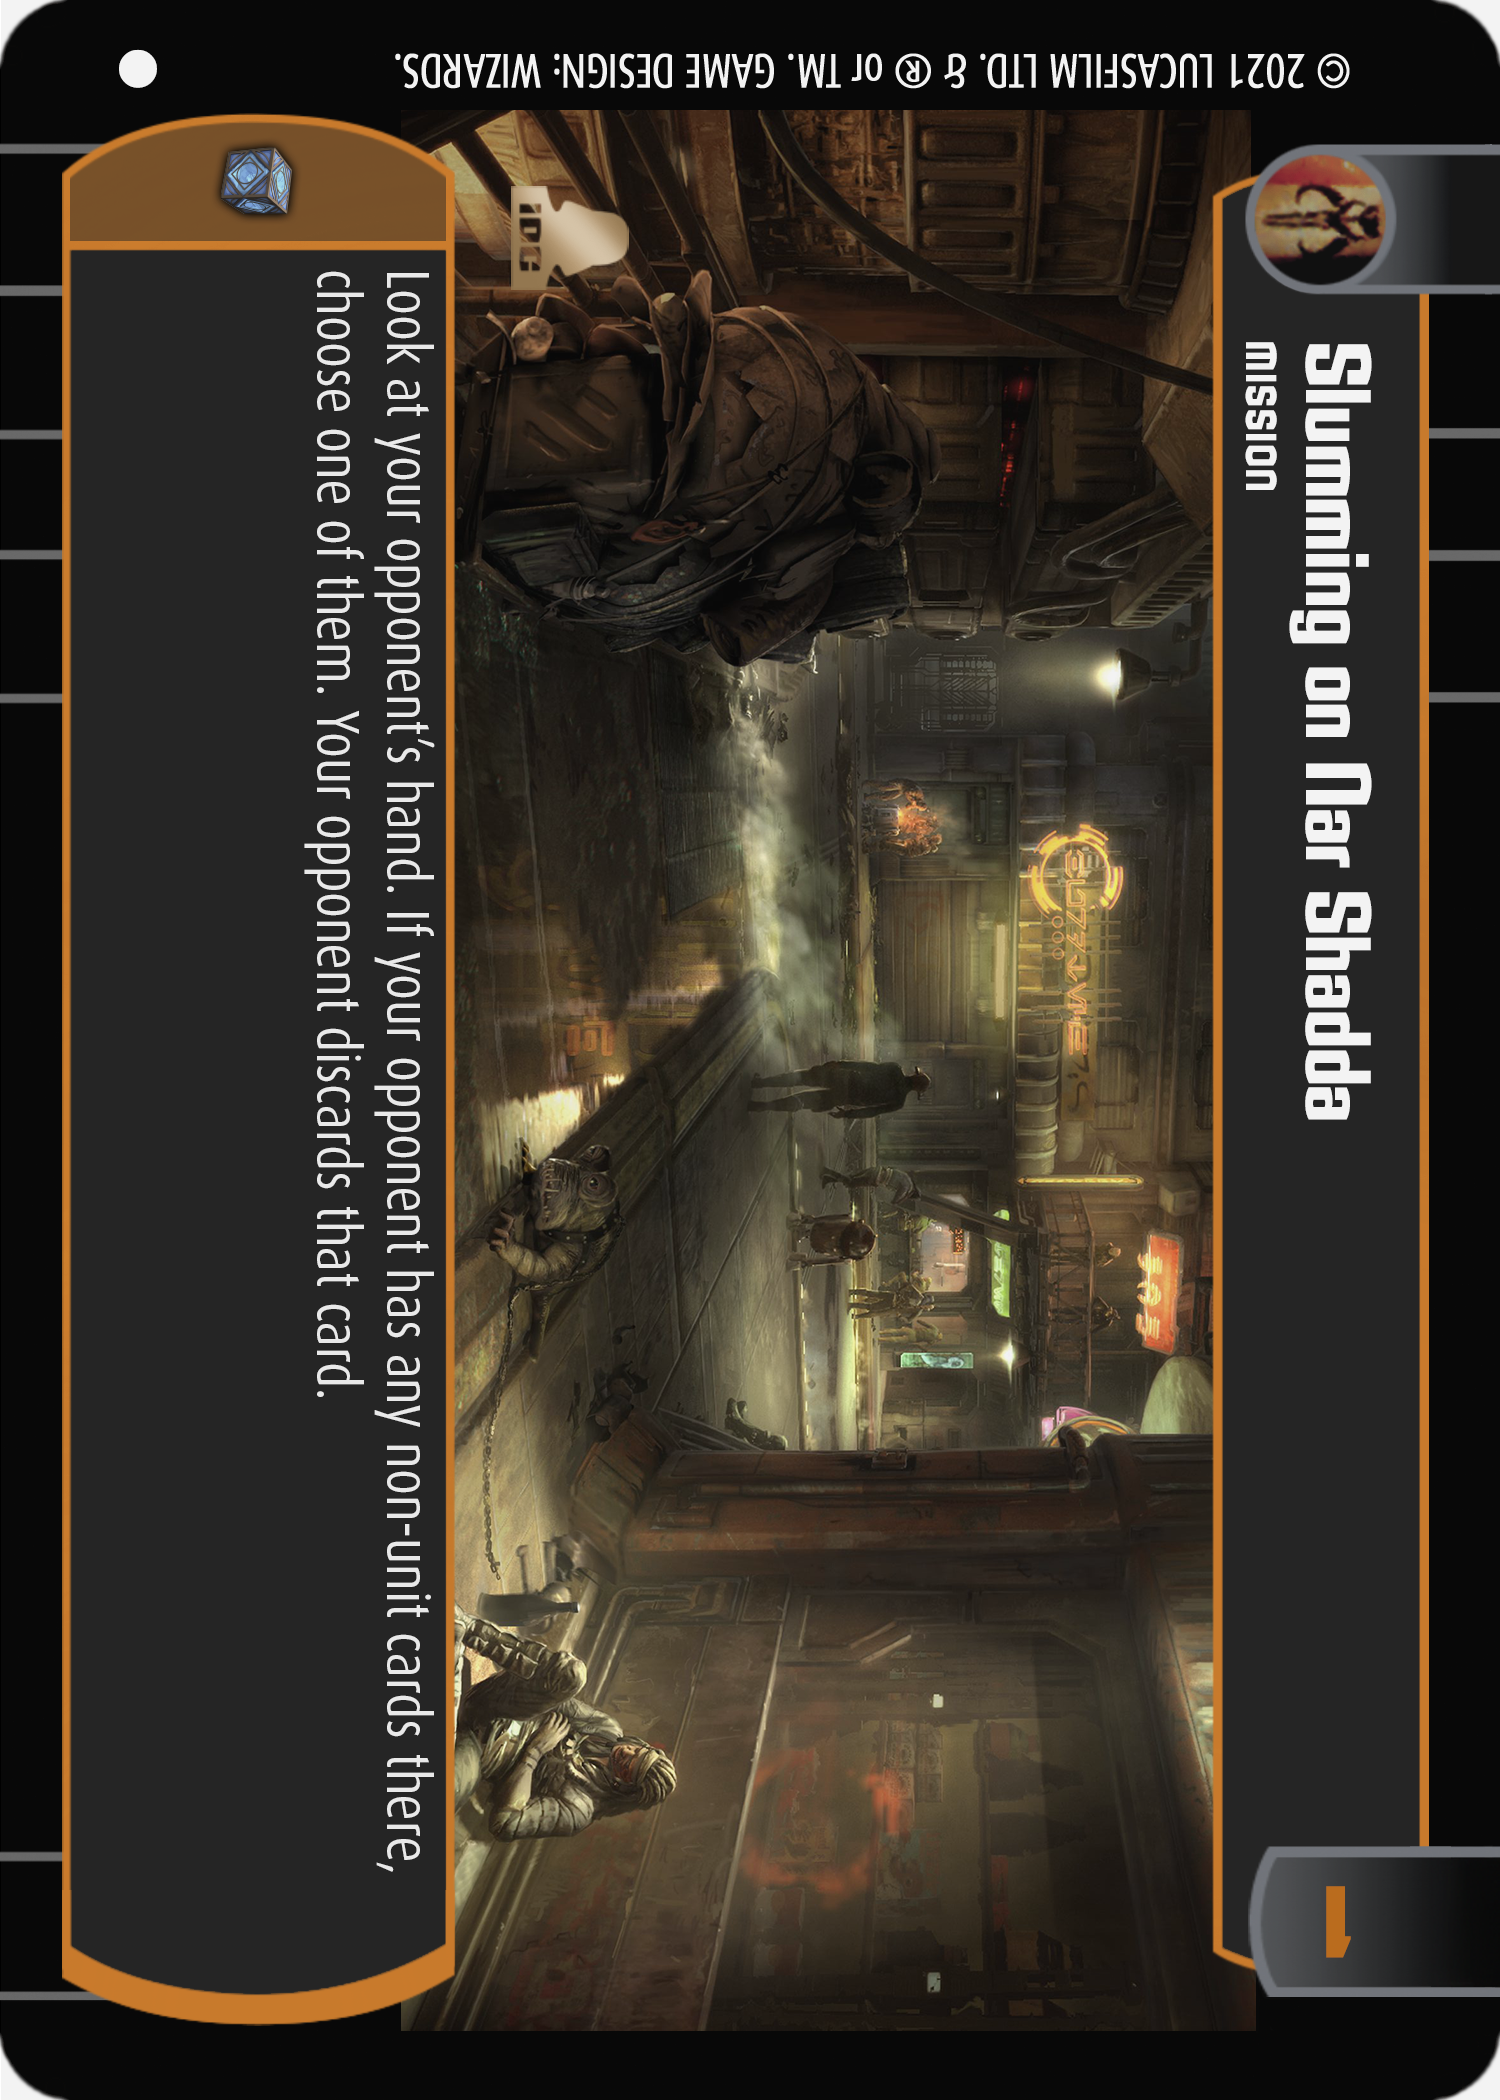 Slumming on Nar Shadda
MISSION
1
IDC
Look at your opponent's hand. If your opponent has any non-unit cards there,
choose one of them. Your opponent discards that card.
© 2021 LUCASFILM LTD. & ® or TM. GAME DESIGN: WIZARDS.